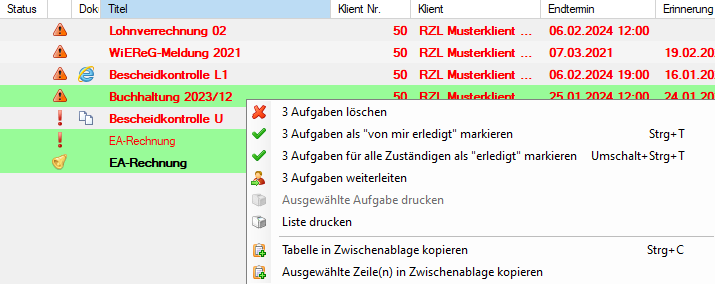 Status Dok Titel Klient Nr. Klient Endtermin Erinnerung
Lohnverrechnung 02 50 RZL Musterklient ... 06.02.2024 12:00
WiEReG-Meldung 2021 50 RZL Musterklient ... 07.03.2021 19.02.
Bescheidkontrolle L1 50 RZL Musterklient ... 06.02.2024 19:00 16.01.
Buchhaltung 2023/12 50 RZL Musterklient ... 25.01.2024 12:00 24.01.
Bescheidkontrolle U
EA-Rechnung
EA-Rechnung
3 Aufgaben löschen
3 Aufgaben als "von mir erledigt" markieren Strg+T
3 Aufgaben für alle Zuständigen als "erledigt" markieren Umschalt+Strg+T
3 Aufgaben weiterleiten
Ausgewählte Aufgabe drucken
Liste drucken
Tabelle in Zwischenablage kopieren Strg+C
Ausgewählte Zeile(n) in Zwischenablage kopieren